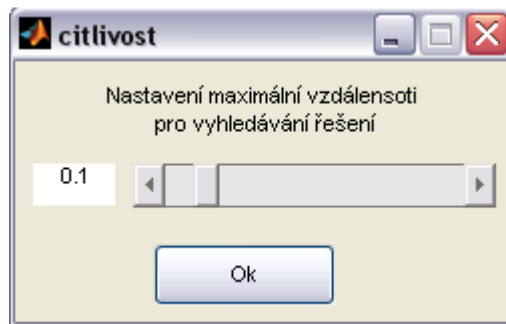 citlivost
Nastavení maximální vzdálensoti
pro vyhledávání řešení
0.1
Ok